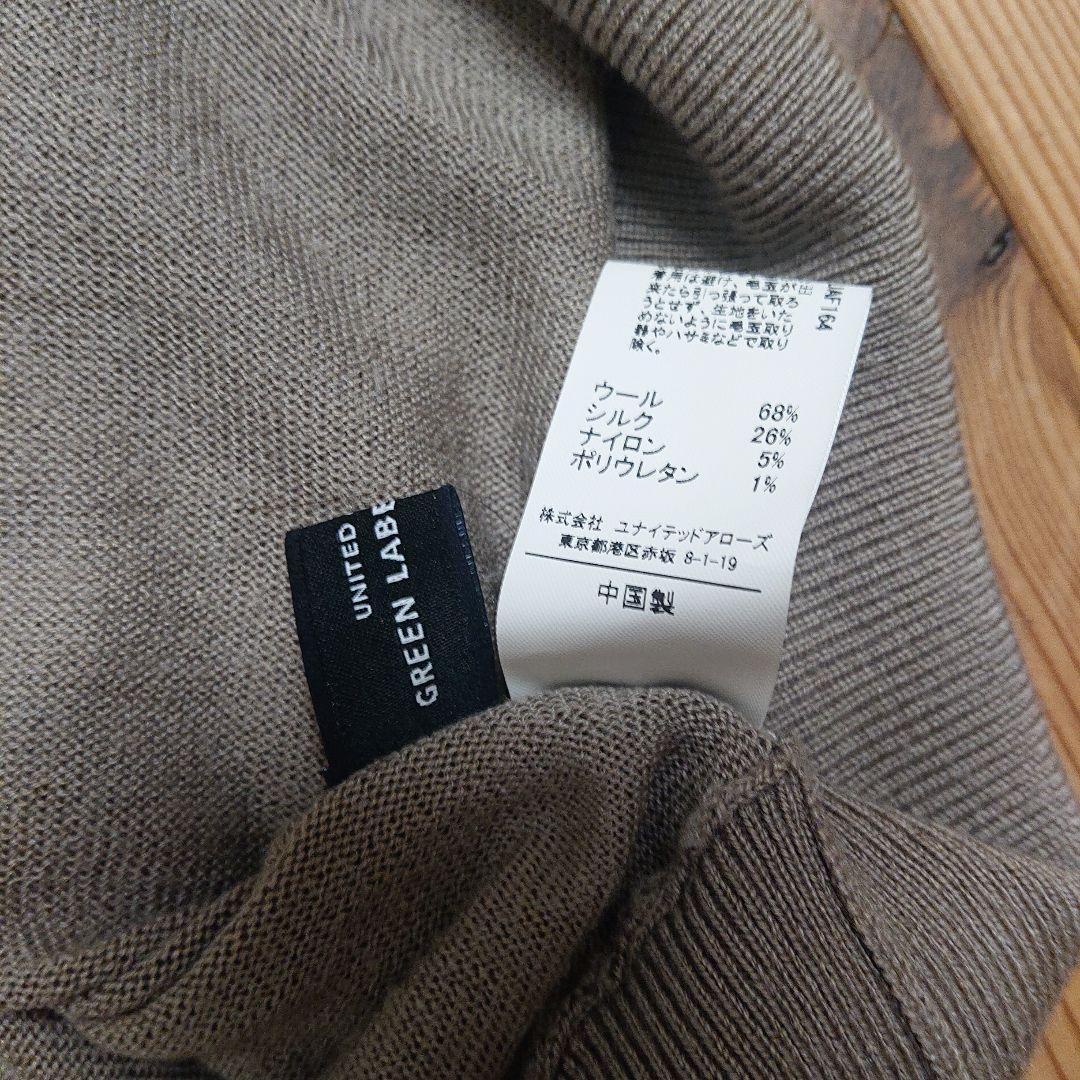 着用は避け、毛玉が出
来たら引っ張って取ろ
うとせず、生地をいた
めないように毛玉取り
器やハサミなどで取り
除く。
ウール 68%
シルク 26%
ナイロン 5%
ポリウレタン 1%
株式会社 ユナイテッドアローズ
東京都港区赤坂 8-1-19
中国製
UNITED
GREEN LABE